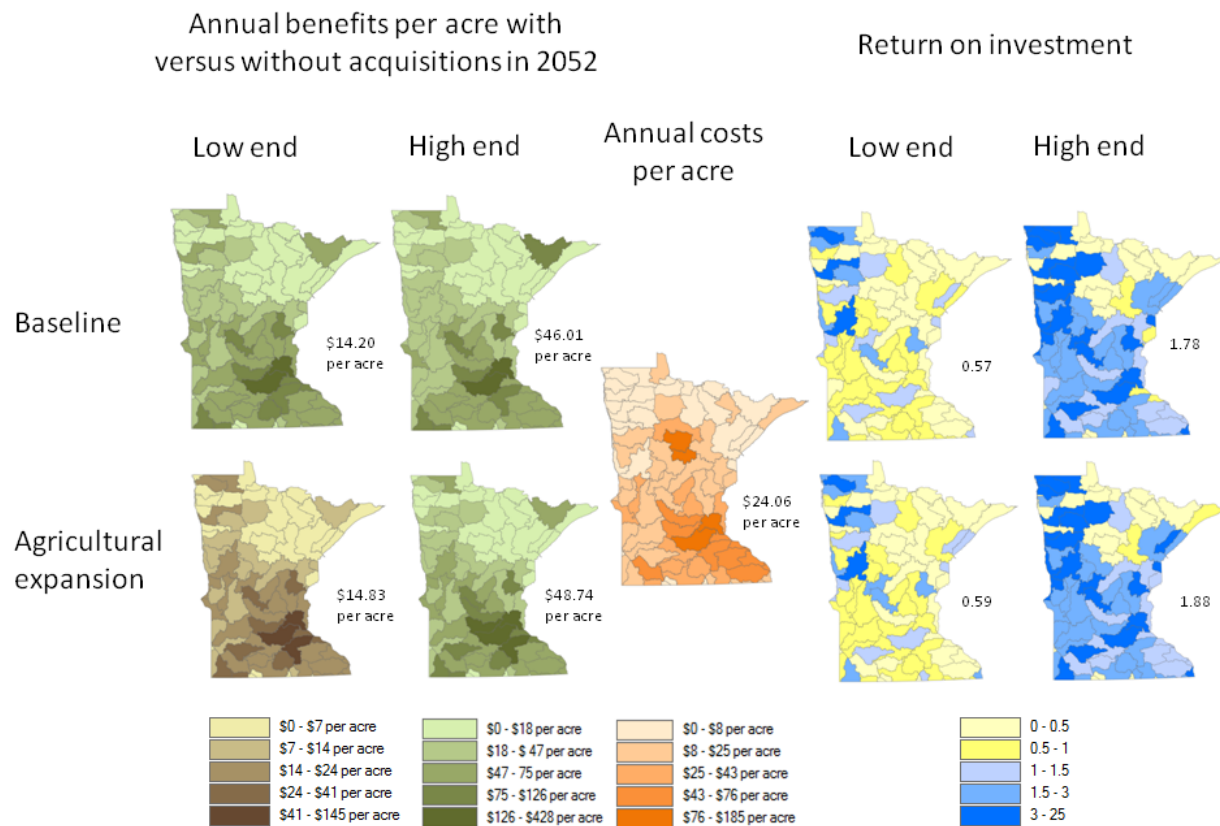 Annual benefits per acre with
versus without acquisitions in 2052
Return on investment
Low end
High end
Annual costs
per acre
Low end
High end
Baseline
$14.20
per acre
$46.01
per acre
0.57
1.78
$24.06
per acre
Agricultural
expansion
$14.83
per acre
$48.74
per acre
0.59
1.88
$0 - $7 per acre
$7 - $14 per acre
$14 - $24 per acre
$24 - $41 per acre
$41 - $145 per acre
$0 - $18 per acre
$18 - $ 47 per acre
$47 - 75 per acre
$75 - $126 per acre
$126 - $428 per acre
$0 - $8 per acre
$8 - $25 per acre
$25 - $43 per acre
$43 - $76 per acre
$76 - $185 per acre
0 - 0.5
0.5 - 1
1 - 1.5
1.5 - 3
3 - 25